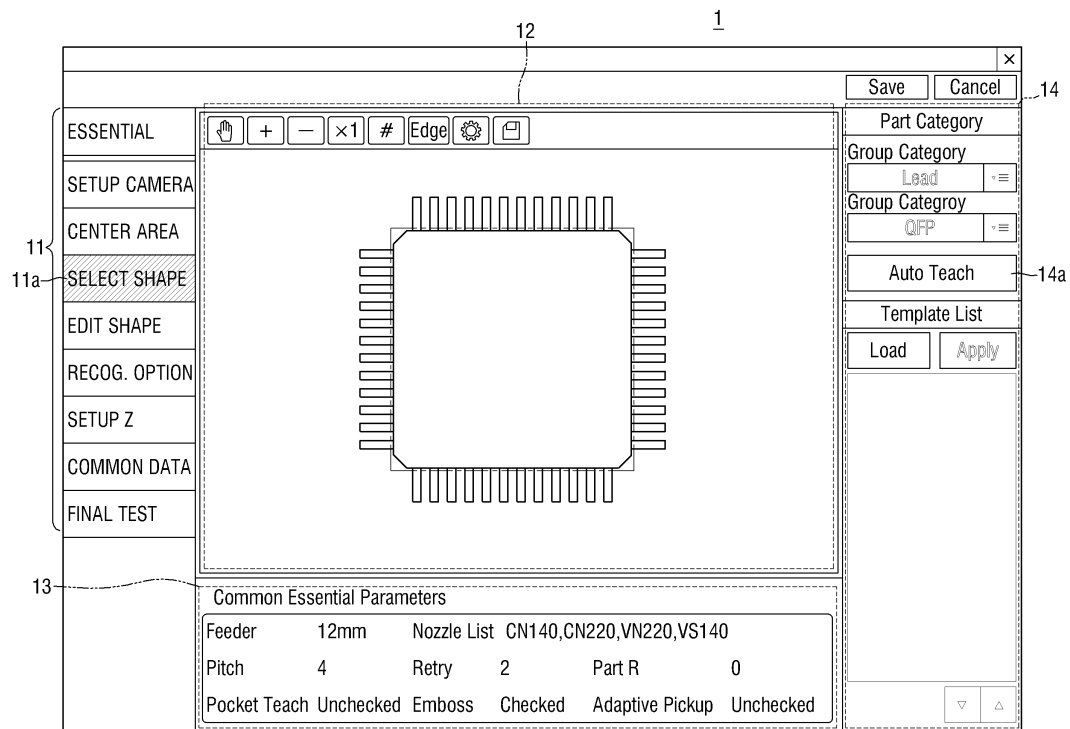 1
12
×
Save Cancel
14
11
11a
ESSENTIAL
SETUP CAMERA
CENTER AREA
SELECT SHAPE
EDIT SHAPE
RECOG. OPTION
SETUP Z
COMMON DATA
FINAL TEST
+ − ×1 # Edge
Part Category
Group Category
Lead
Group Categroy
QFP
Auto Teach
14a
Template List
Load Apply
13
Common Essential Parameters
Feeder 12mm Nozzle List CN140,CN220,VN220,VS140
Pitch 4 Retry 2 Part R 0
Pocket Teach Unchecked Emboss Checked Adaptive Pickup Unchecked